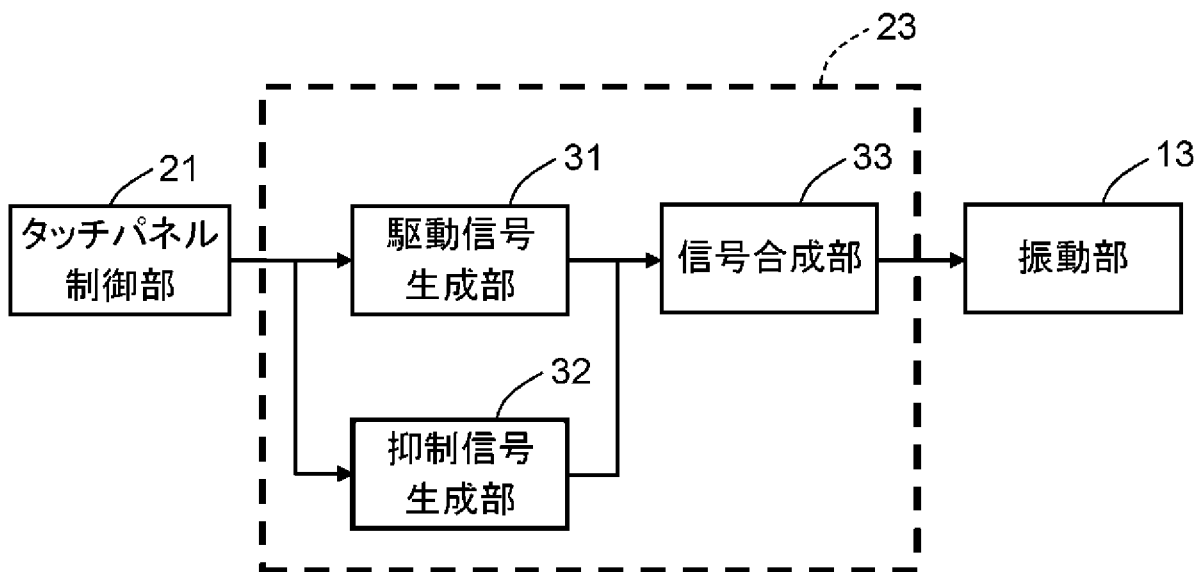 23
21
タッチパネル
制御部
31
駆動信号
生成部
33
信号合成部
13
振動部
32
抑制信号
生成部